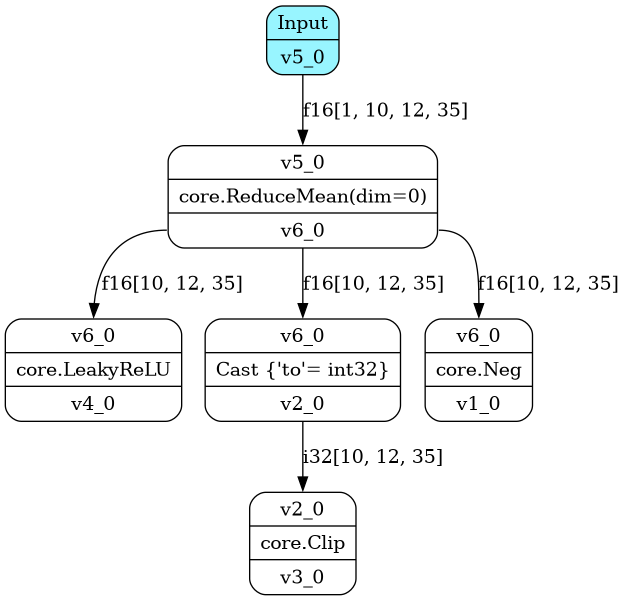 Input
v5_0
f16[1, 10, 12, 35]
v5_0
core.ReduceMean(dim=0)
v6_0
f16[10, 12, 35]
f16[10, 12, 35]
f16[10, 12, 35]
v6_0
core.LeakyReLU
v4_0
v6_0
Cast {'to'= int32}
v2_0
v6_0
core.Neg
v1_0
i32[10, 12, 35]
v2_0
core.Clip
v3_0